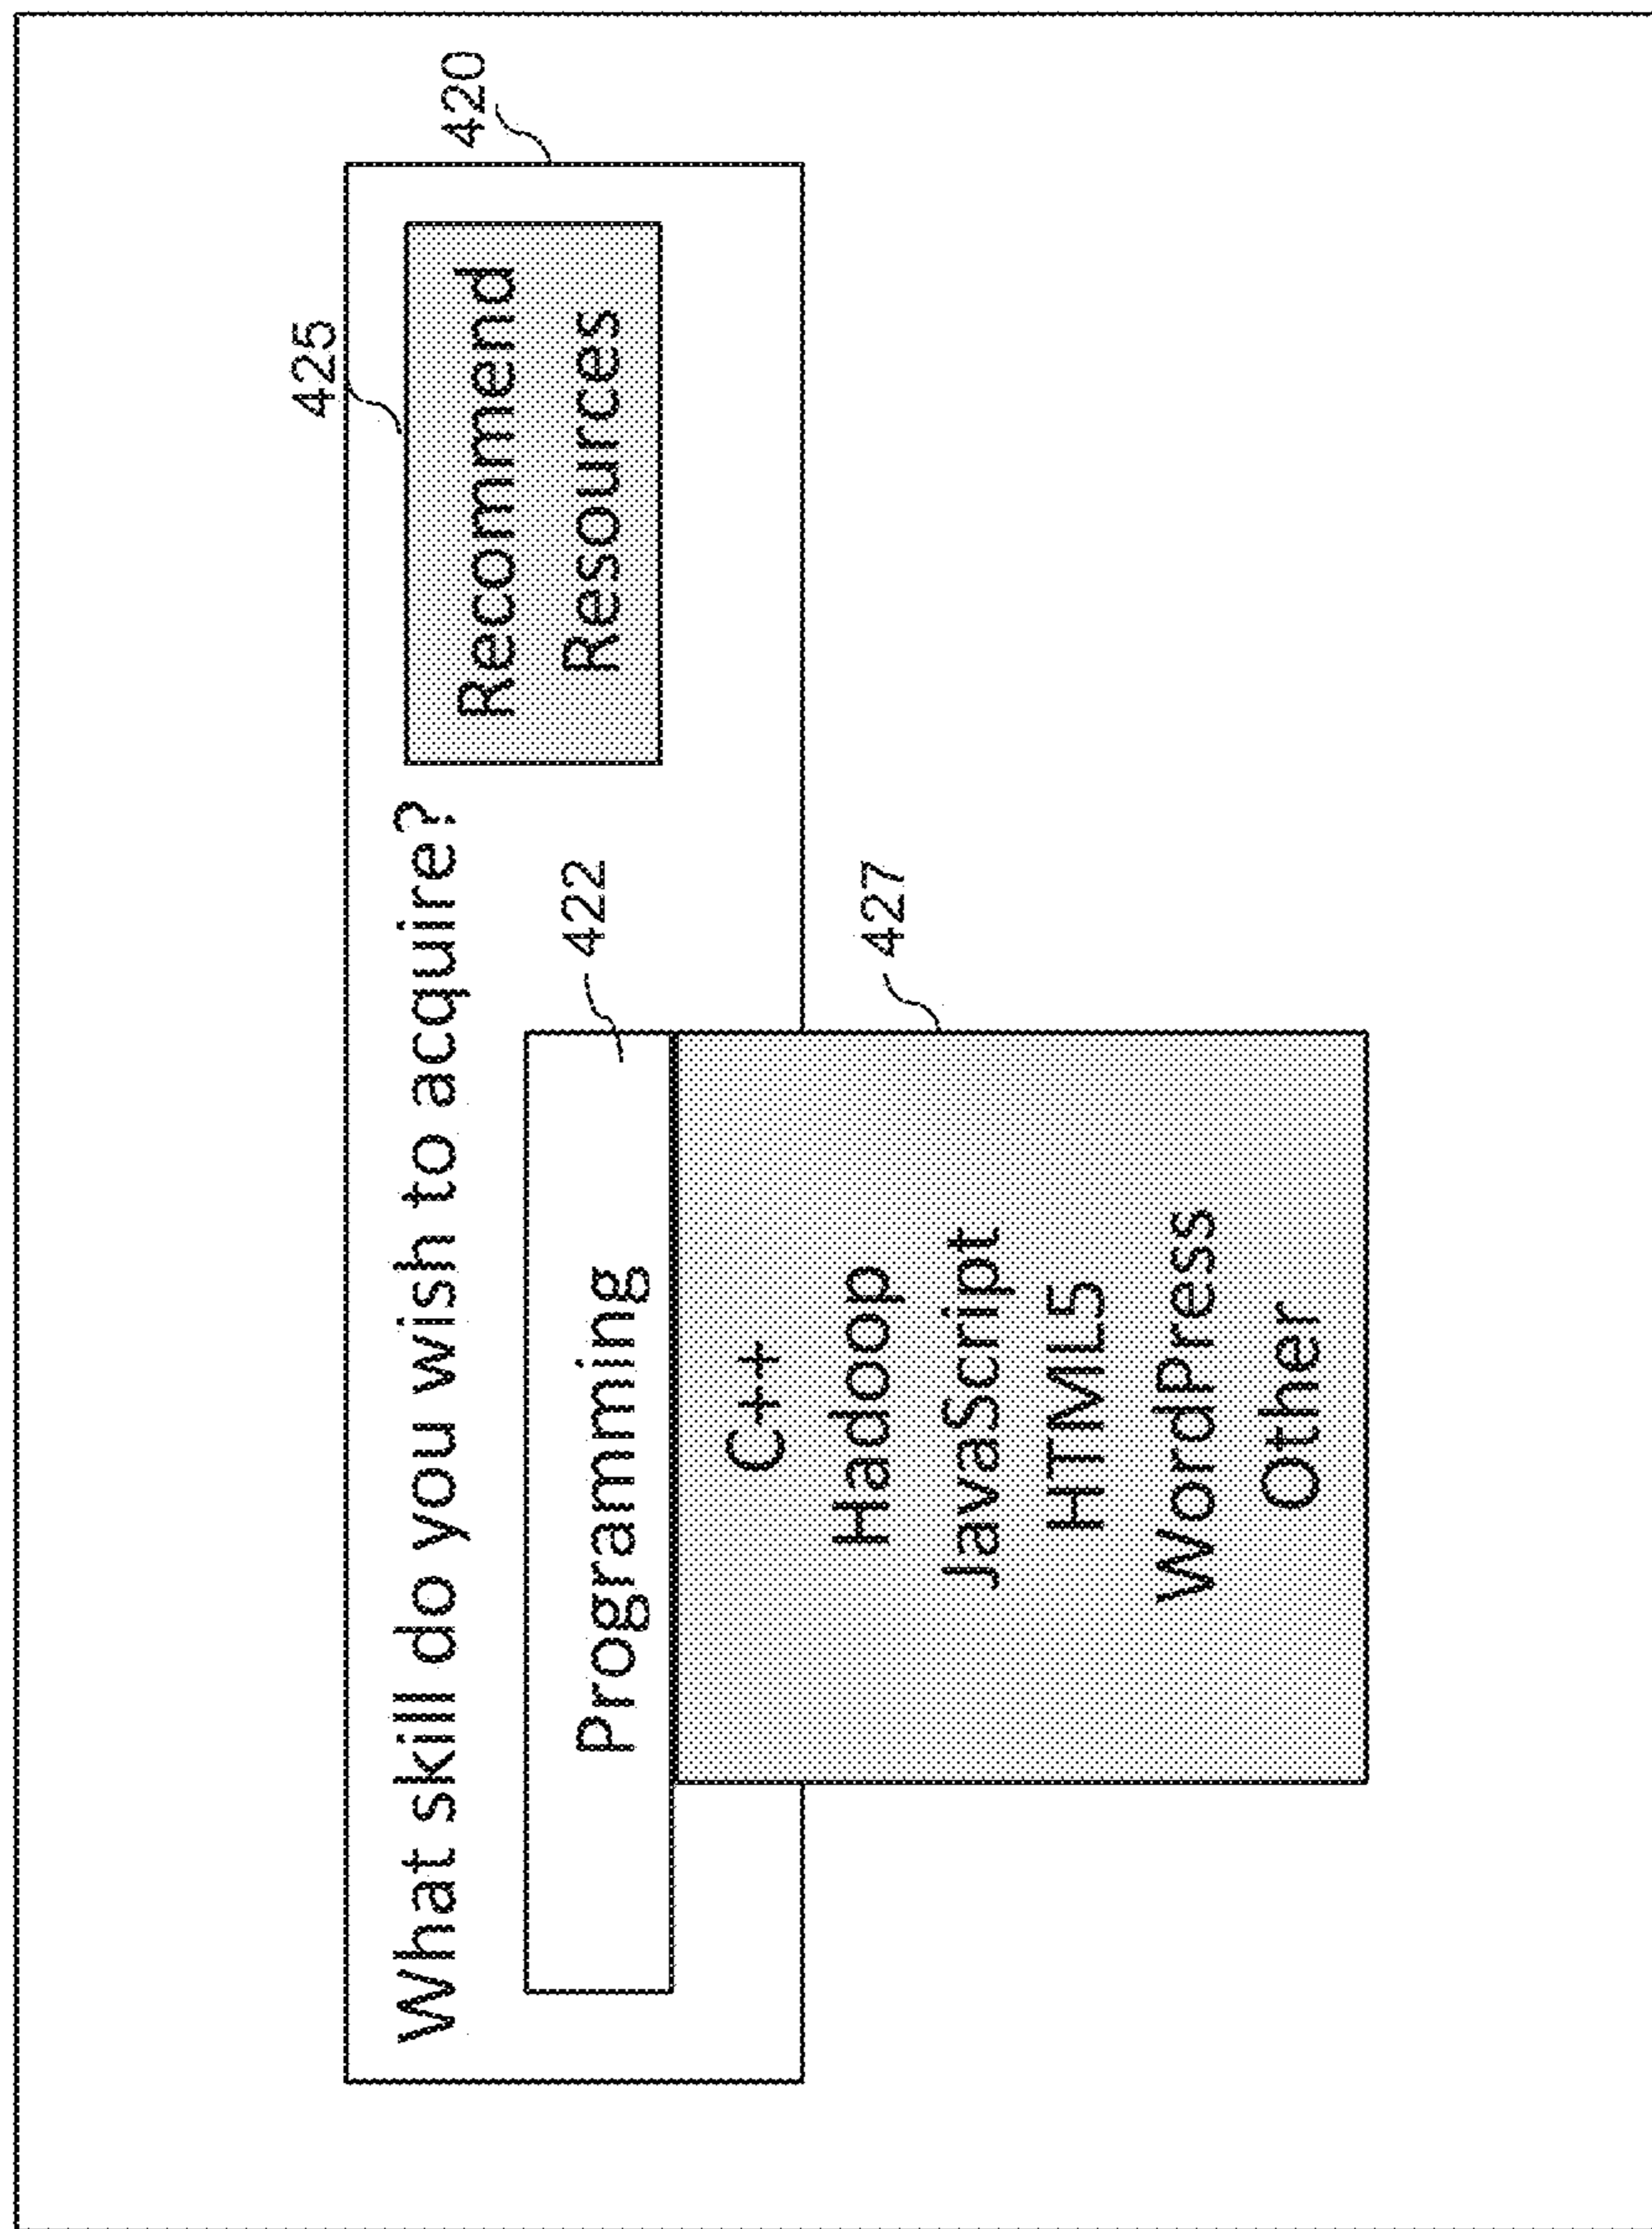 425
420
What skill do you wish to acquire?
Recommend
Resources
422
Programming
427
C++
Hadoop
JavaScript
HTML5
WordPress
Other